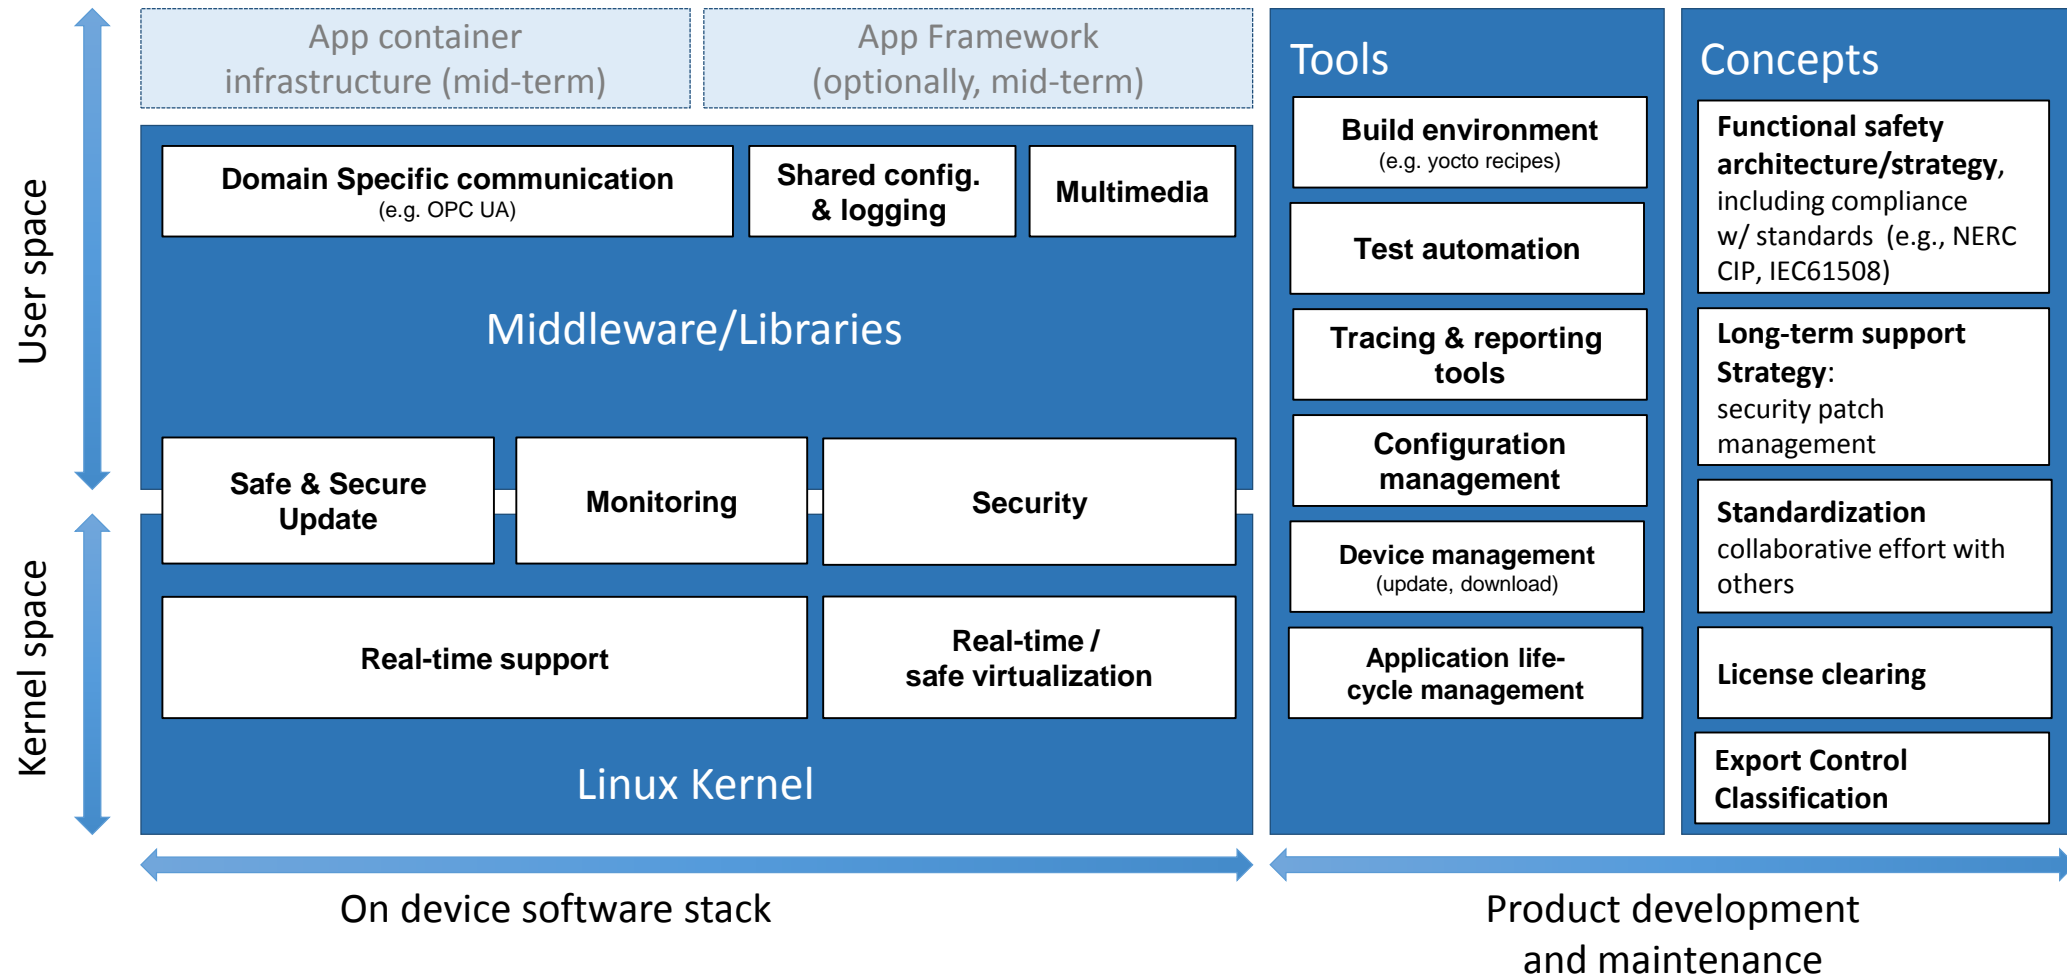 App container
infrastructure (mid-term)
App Framework
(optionally, mid-term)
User space
Domain Specific communication
(e.g. OPC UA)
Shared config.
& logging
Multimedia
Middleware/Libraries
Safe & Secure
Update
Monitoring
Security
Kernel space
Real-time support
Real-time /
safe virtualization
Linux Kernel
On device software stack
Tools
Build environment
(e.g. yocto recipes)
Test automation
Tracing & reporting
tools
Configuration
management
Device management
(update, download)
Application life-
cycle management
Concepts
Functional safety
architecture/strategy,
including compliance
w/ standards (e.g., NERC
CIP, IEC61508)
Long-term support
Strategy:
security patch
management
Standardization
collaborative effort with
others
License clearing
Export Control
Classification
Product development
and maintenance